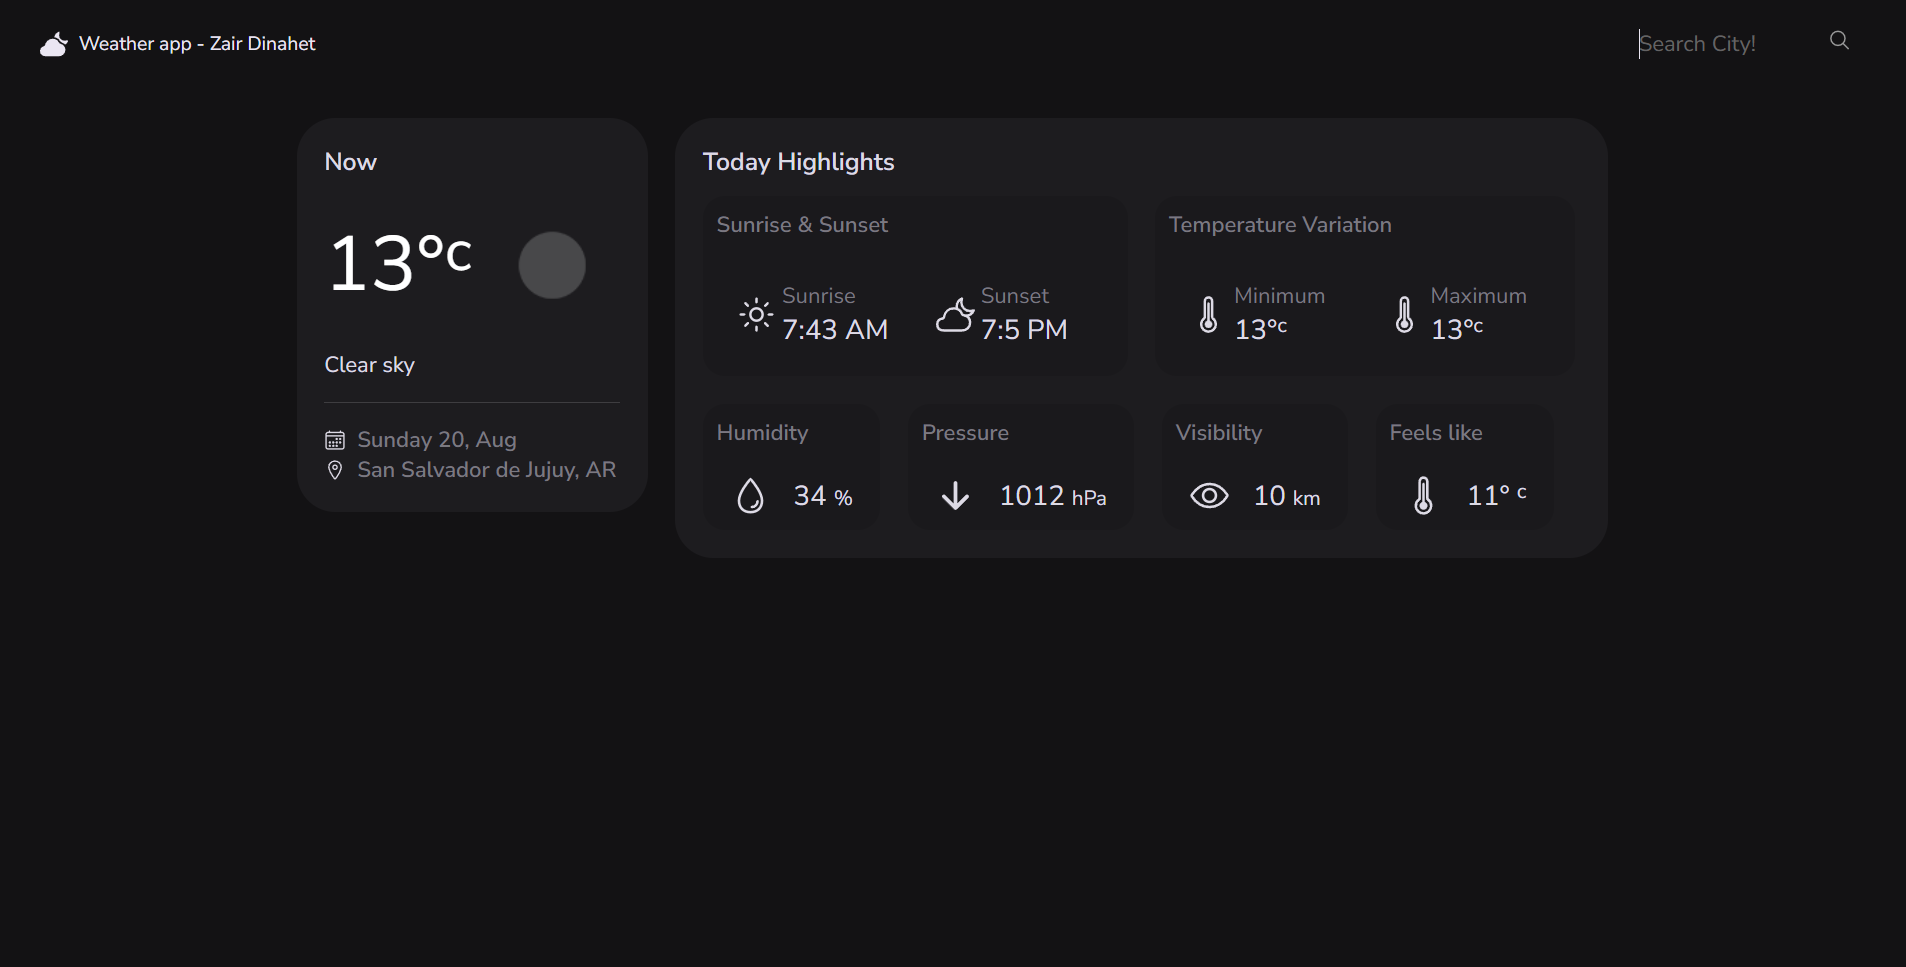 Weather app - Zair Dinahet
Search City!
Now
13°c
Clear sky
Sunday 20, Aug
San Salvador de Jujuy, AR
Today Highlights
Sunrise & Sunset
Sunrise
7:43 AM
Sunset
7:5 PM
Temperature Variation
Minimum
13°c
Maximum
13°c
Humidity
34 %
Pressure
1012 hPa
Visibility
10 km
Feels like
11° c